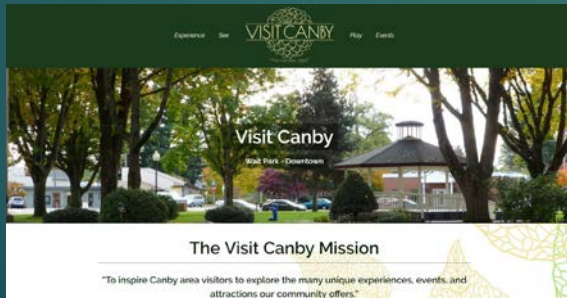 Experience
See
VISIT CANBY
Play
Events
Visit Canby
Wait Park - Downtown
The Visit Canby Mission
"To inspire Canby area visitors to explore the many unique experiences, events, and
attractions our community offers."